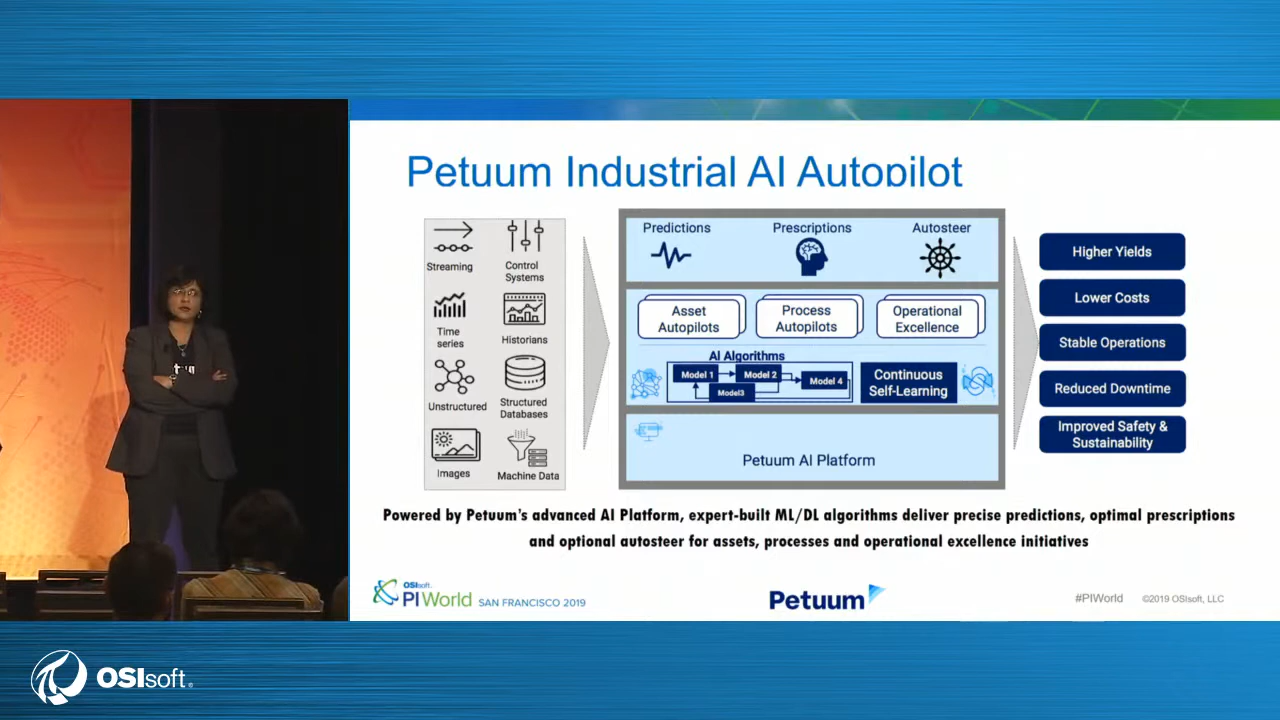 Petuum Industrial AI Autopilot
Streaming
Control
Systems
Time
series
Historians
Unstructured
Structured
Databases
Images
Machine Data
Predictions
Prescriptions
Autosteer
Asset
Autopilots
Process
Autopilots
Operational
Excellence
AI Algorithms
Model 1
Model 2
Model3
Model 4
Continuous
Self-Learning
Petuum AI Platform
Higher Yields
Lower Costs
Stable Operations
Reduced Downtime
Improved Safety &
Sustainability
Powered by Petuum's advanced AI Platform, expert-built ML/DL algorithms deliver precise predictions, optimal prescriptions
and optional autosteer for assets, processes and operational excellence initiatives
OSIsoft.
PI World SAN FRANCISCO 2019
Petuum
#PIWorld ©2019 OSIsoft, LLC
OSIsoft®